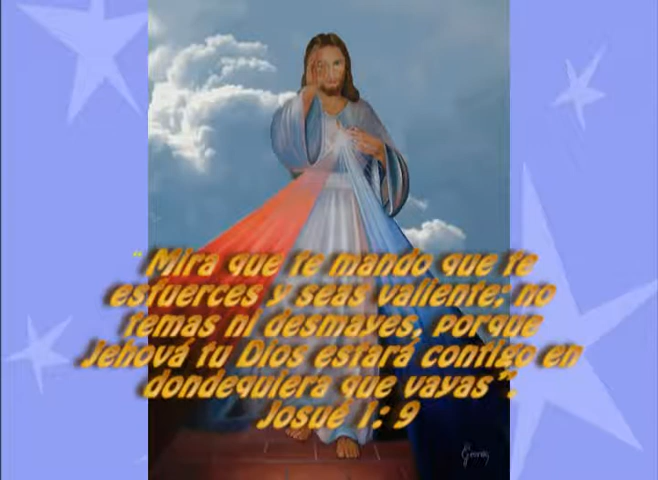 “Mira que te mando que te
esfuerces y seas valiente; no
temas ni desmayes, porque
Jehová tu Dios estará contigo en
dondequiera que vayas”.
Josué 1: 9